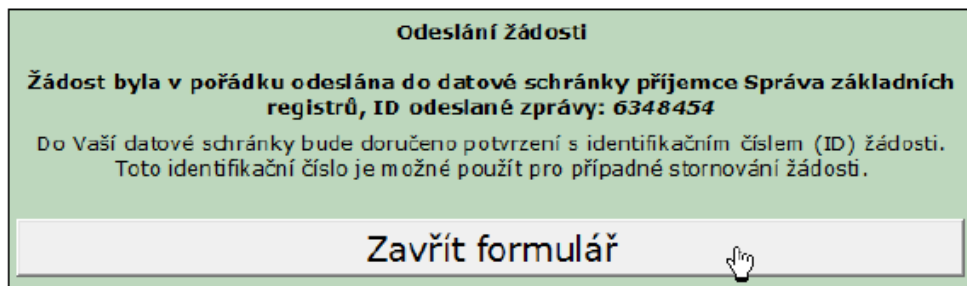 Odeslání žádosti
Žádost byla v pořádku odeslána do datové schránky příjemce Správa základních
registrů, ID odeslané zprávy: 6348454
Do Vaší datové schránky bude doručeno potvrzení s identifikačním číslem (ID) žádosti.
Toto identifikační číslo je možné použít pro případné stornování žádosti.
Zavřít formulář